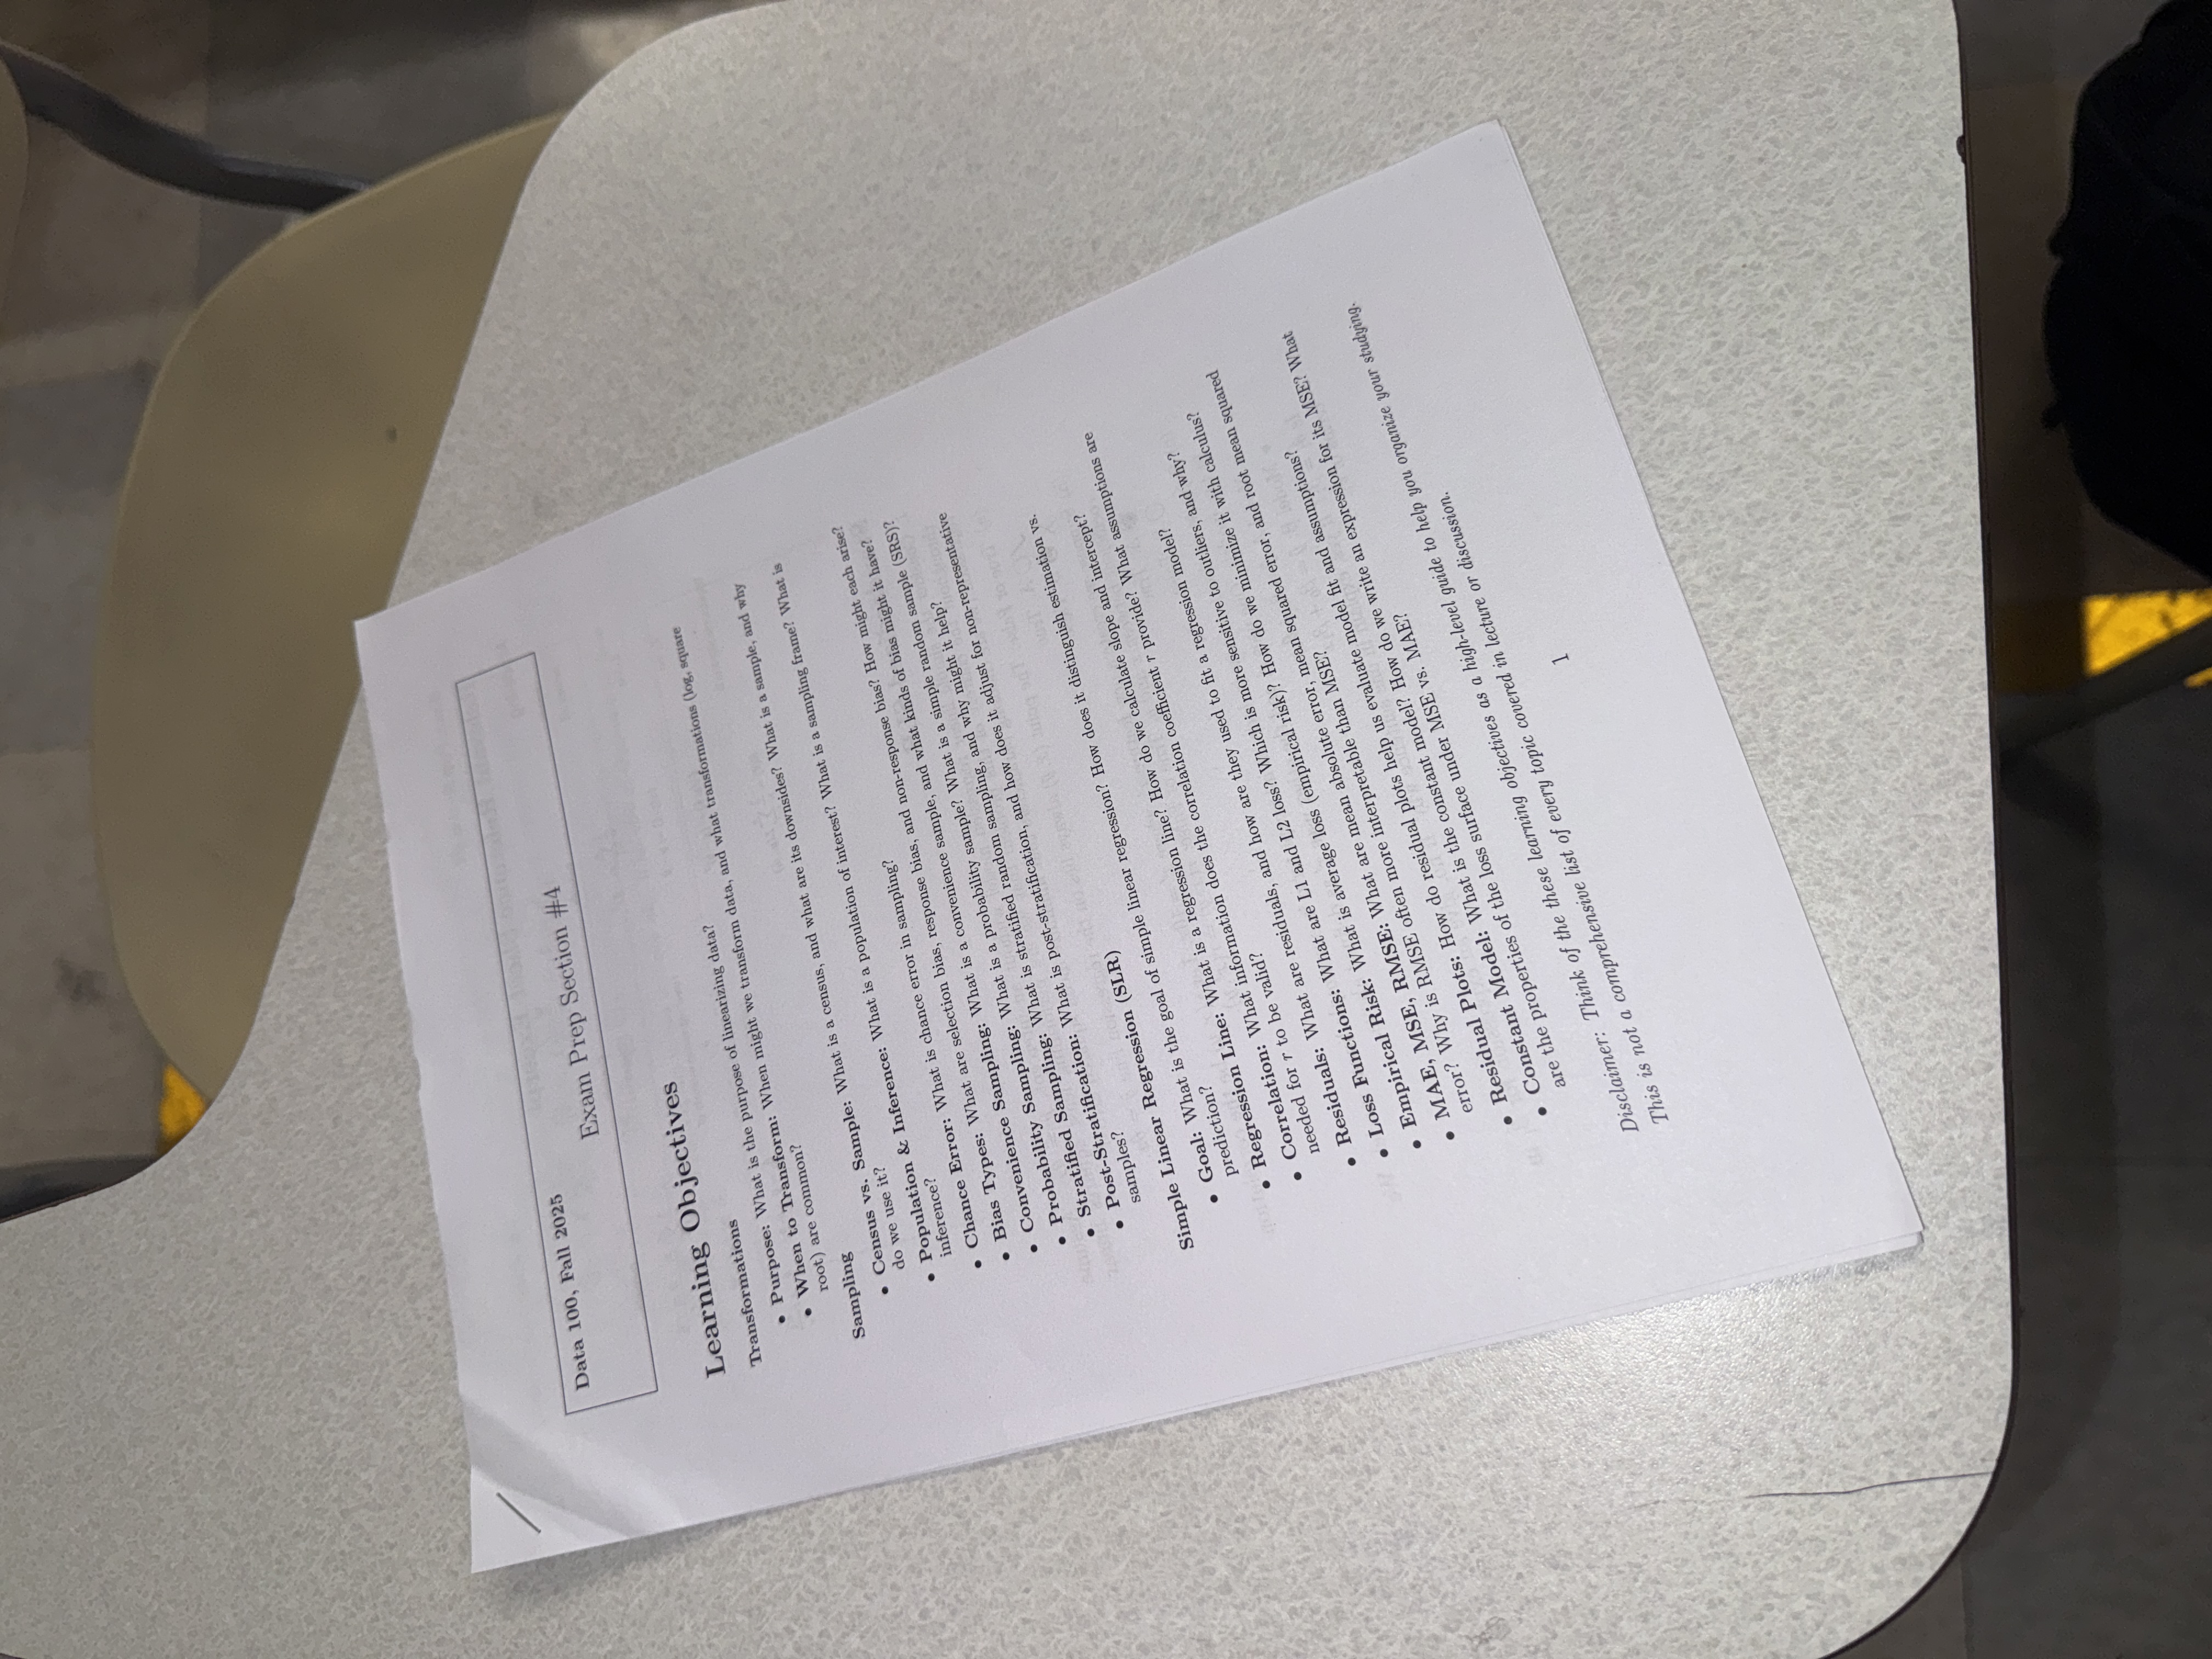 Data 100, Fall 2025
Exam Prep Section #4
Learning Objectives
Transformations
• Purpose: What is the purpose of linearizing data?
• When to Transform: When might we transform data, and what transformations (log, square
root) are common?
Sampling
• Census vs. Sample: What is a census, and what are its downsides? What is a sample, and why
do we use it?
• Population & Inference: What is a population of interest? What is a sampling frame? What is
inference?
• Chance Error: What is chance error in sampling?
• Bias Types: What are selection bias, response bias, and non-response bias? How might each arise?
• Convenience Sampling: What is a convenience sample, and what kinds of bias might it have?
• Probability Sampling: What is a probability sample? What is a simple random sample (SRS)?
• Stratified Sampling: What is stratified random sampling, and why might it help?
• Post-Stratification: What is post-stratification, and how does it adjust for non-representative
samples?
Simple Linear Regression (SLR)
• Goal: What is the goal of simple linear regression? How does it distinguish estimation vs.
prediction?
• Regression Line: What is a regression line? How do we calculate slope and intercept?
• Correlation: What information does the correlation coefficient r provide? What assumptions are
needed for r to be valid?
• Residuals: What are residuals, and how are they used to fit a regression model?
• Loss Functions: What are L1 and L2 loss? Which is more sensitive to outliers, and why?
• Empirical Risk: What is average loss (empirical risk)? How do we minimize it with calculus?
• MAE, MSE, RMSE: What are mean absolute error, mean squared error, and root mean squared
error? Why is RMSE often more interpretable than MSE?
• Residual Plots: How do residual plots help us evaluate model fit and assumptions?
• Constant Model: What is the constant model? How do we write an expression for its MSE? What
are the properties of the loss surface under MSE vs. MAE?
Disclaimer: Think of the these learning objectives as a high-level guide to help you organize your studying.
This is not a comprehensive list of every topic covered in lecture or discussion.
1